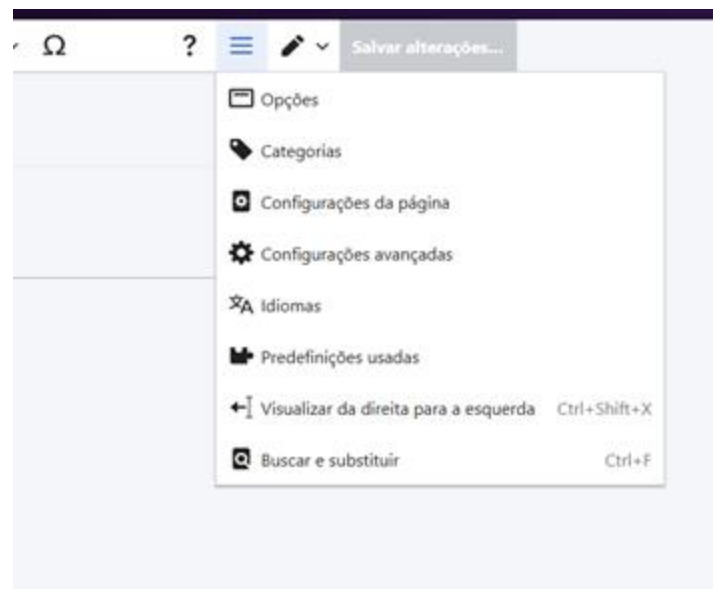 Ω ? Salvar alterações...
Opções
Categorias
Configurações da página
Configurações avançadas
Idiomas
Predefinições usadas
Visualizar da direita para a esquerda Ctrl+Shift+X
Buscar e substituir Ctrl+F